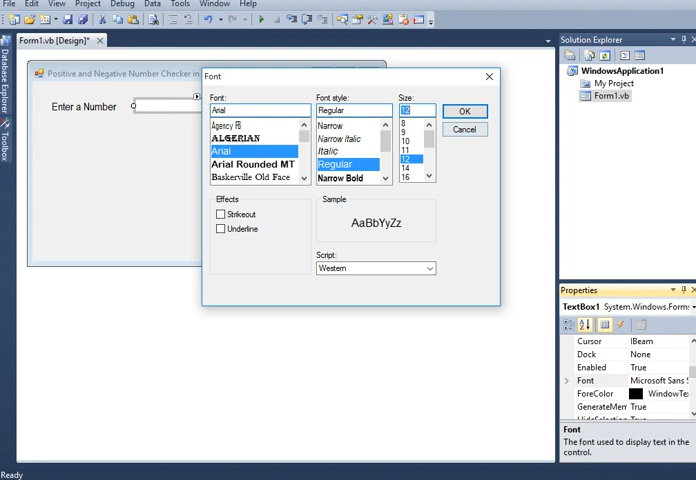 File Edit View Project Build Debug Data Tools Window Help
Form1.vb [Design]*
Solution Explorer
Database Explorer
Toolbox
Positive and Negative Number Checker in
Enter a Number
Font
Font:
Font style:
Size:
Arial
Regular
12
OK
Cancel
Agency FB
ALGERIAN
Arial
Arial Rounded MT
Baskerville Old Face
Narrow
Narrow Italic
Italic
Regular
Narrow Bold
8
9
10
11
12
14
16
Effects
Strikeout
Underline
Sample
AaBbYyZz
Script:
Western
WindowsApplication1
My Project
Form1.vb
Properties
TextBox1 System.Windows.Forms
Cursor IBeam
Dock None
Enabled True
Font Microsoft Sans S
ForeColor WindowTex
GenerateMem True
HideSelection
Font
The font used to display text in the
control.
Ready